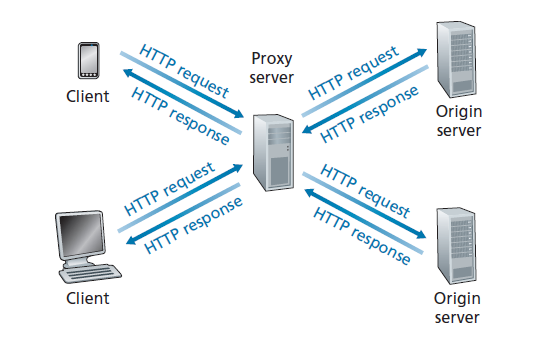 HTTP request
HTTP response
Client
Proxy
server
HTTP request
HTTP response
Origin
server
HTTP request
HTTP response
Client
HTTP request
HTTP response
Origin
server